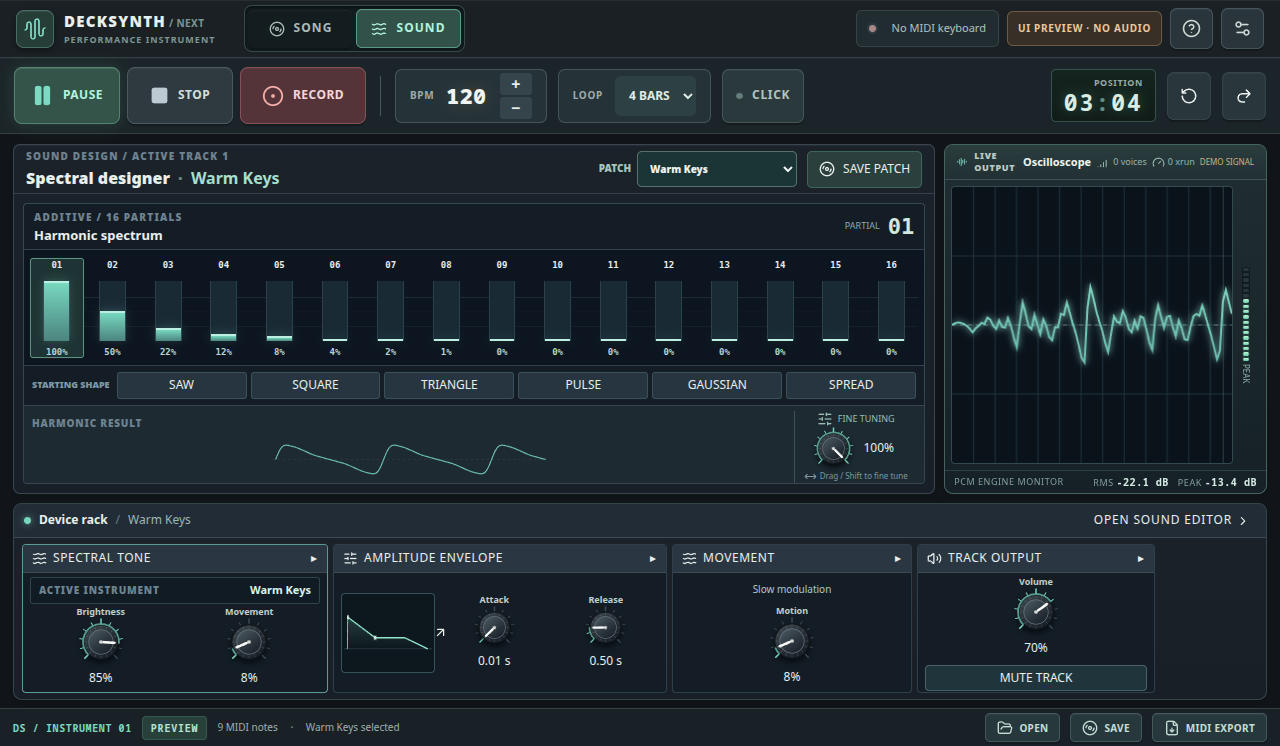 DECKSYNTH / NEXT
PERFORMANCE INSTRUMENT
SONG
SOUND
No MIDI keyboard
UI PREVIEW · NO AUDIO
PAUSE
STOP
RECORD
BPM 120 + −
LOOP 4 BARS
CLICK
POSITION
03:04
SOUND DESIGN / ACTIVE TRACK 1
Spectral designer · Warm Keys
PATCH Warm Keys
SAVE PATCH
LIVE OUTPUT
Oscilloscope
0 voices
0 xrun
DEMO SIGNAL
ADDITIVE / 16 PARTIALS
Harmonic spectrum
PARTIAL 01
01 02 03 04 05 06 07 08 09 10 11 12 13 14 15 16
100% 50% 22% 12% 8% 4% 2% 1% 0% 0% 0% 0% 0% 0% 0% 0%
PEAK
STARTING SHAPE SAW SQUARE TRIANGLE PULSE GAUSSIAN SPREAD
HARMONIC RESULT
FINE TUNING
100%
Drag / Shift to fine tune
PCM ENGINE MONITOR RMS -22.1 dB PEAK -13.4 dB
Device rack / Warm Keys
OPEN SOUND EDITOR
SPECTRAL TONE
ACTIVE INSTRUMENT Warm Keys
Brightness Movement
85% 8%
AMPLITUDE ENVELOPE
Attack Release
0.01 s 0.50 s
MOVEMENT
Slow modulation
Motion
8%
TRACK OUTPUT
Volume
70%
MUTE TRACK
DS / INSTRUMENT 01 PREVIEW 9 MIDI notes · Warm Keys selected
OPEN
SAVE
MIDI EXPORT